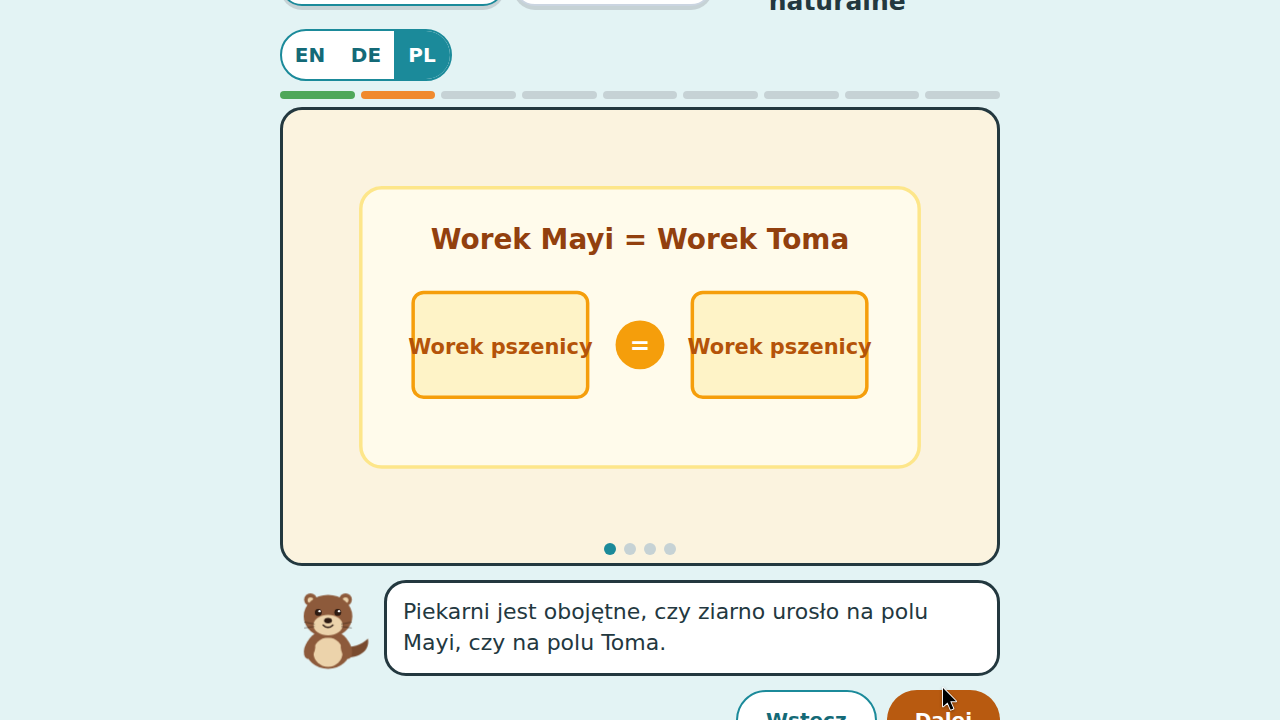 naturalne
EN DE PL
Worek Mayi = Worek Toma
Worek pszenicy = Worek pszenicy
Piekarni jest obojętne, czy ziarno urosło na polu
Mayi, czy na polu Toma.
Wstecz Dalej